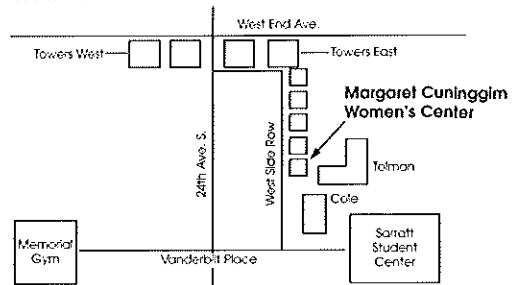 West End Ave.
Towers West
Towers East
Margaret Cuninggim
Women's Center
24th Ave. S.
West Side Row
Tolman
Cole
Memorial
Gym
Vanderbilt Place
Sarratt
Student
Center